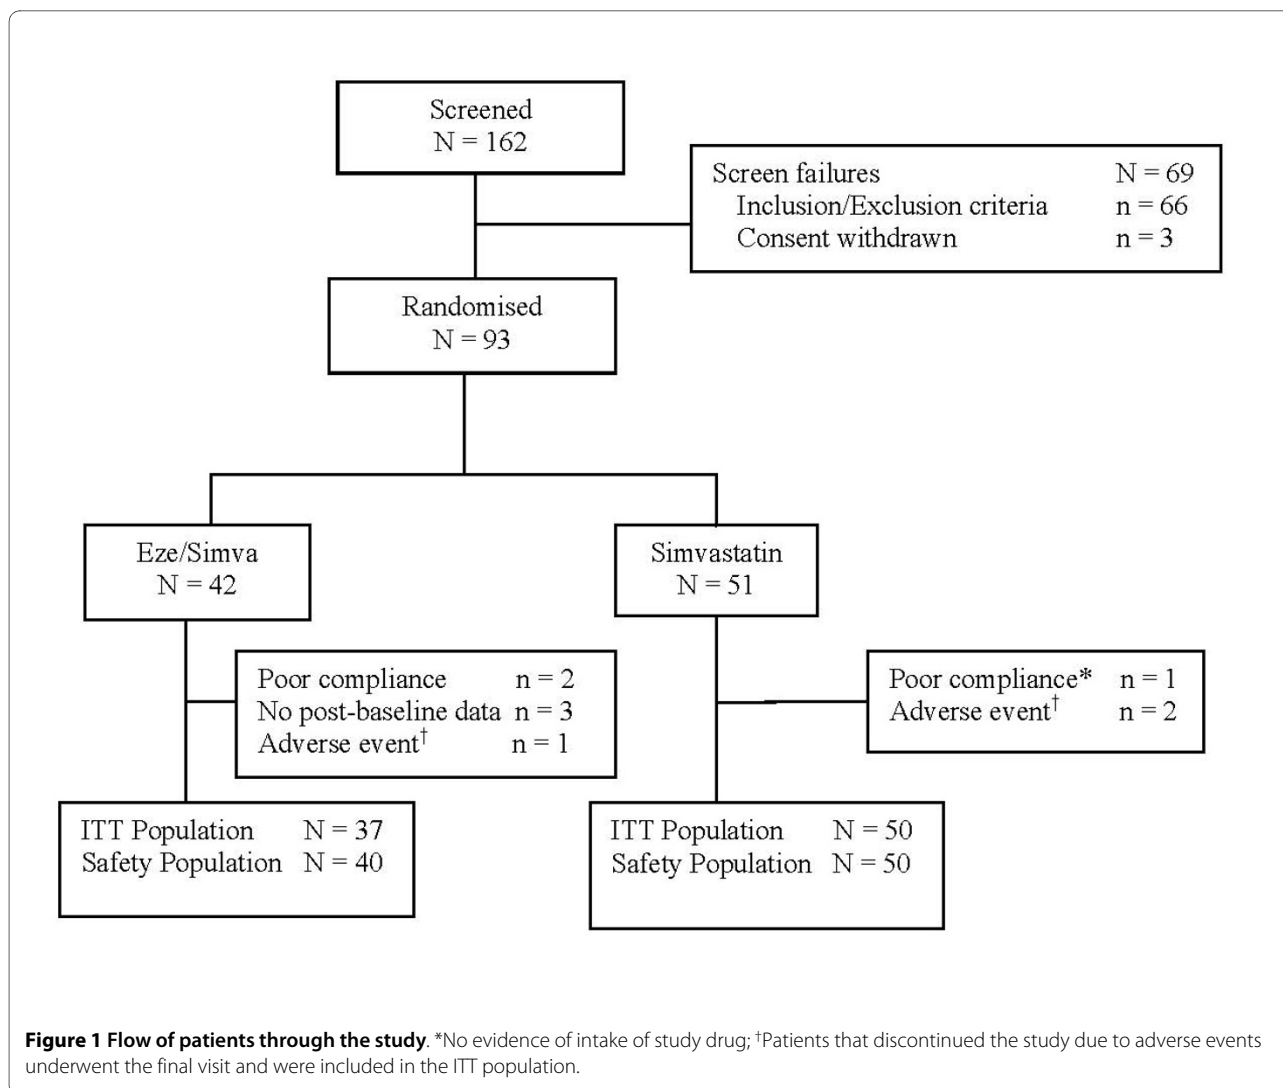 Screened
N = 162
Screen failures N = 69
Inclusion/Exclusion criteria n = 66
Consent withdrawn n = 3
Randomised
N = 93
Eze/Simva
N = 42
Simvastatin
N = 51
Poor compliance n = 2
No post-baseline data n = 3
Adverse event† n = 1
Poor compliance* n = 1
Adverse event† n = 2
ITT Population N = 37
Safety Population N = 40
ITT Population N = 50
Safety Population N = 50
Figure 1 Flow of patients through the study. *No evidence of intake of study drug; †Patients that discontinued the study due to adverse events
underwent the final visit and were included in the ITT population.